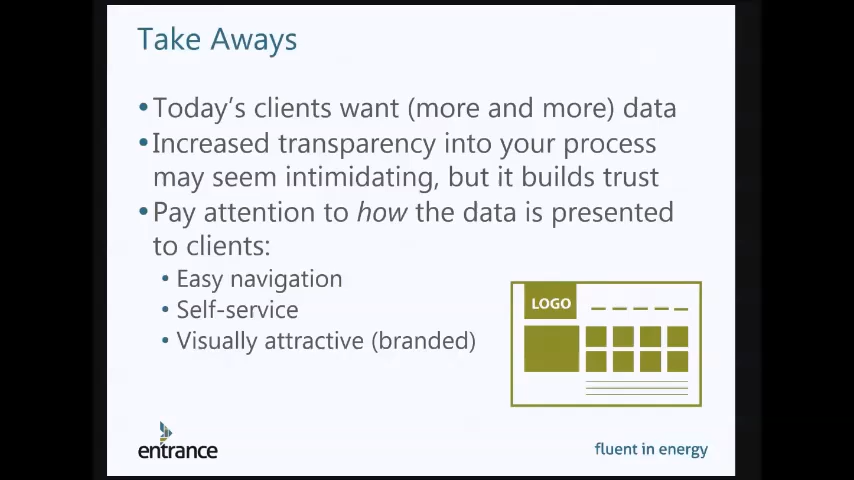 Take Aways
•Today's clients want (more and more) data
•Increased transparency into your process
may seem intimidating, but it builds trust
•Pay attention to how the data is presented
to clients:
• Easy navigation
• Self-service
• Visually attractive (branded)
LOGO
entrance
fluent in energy